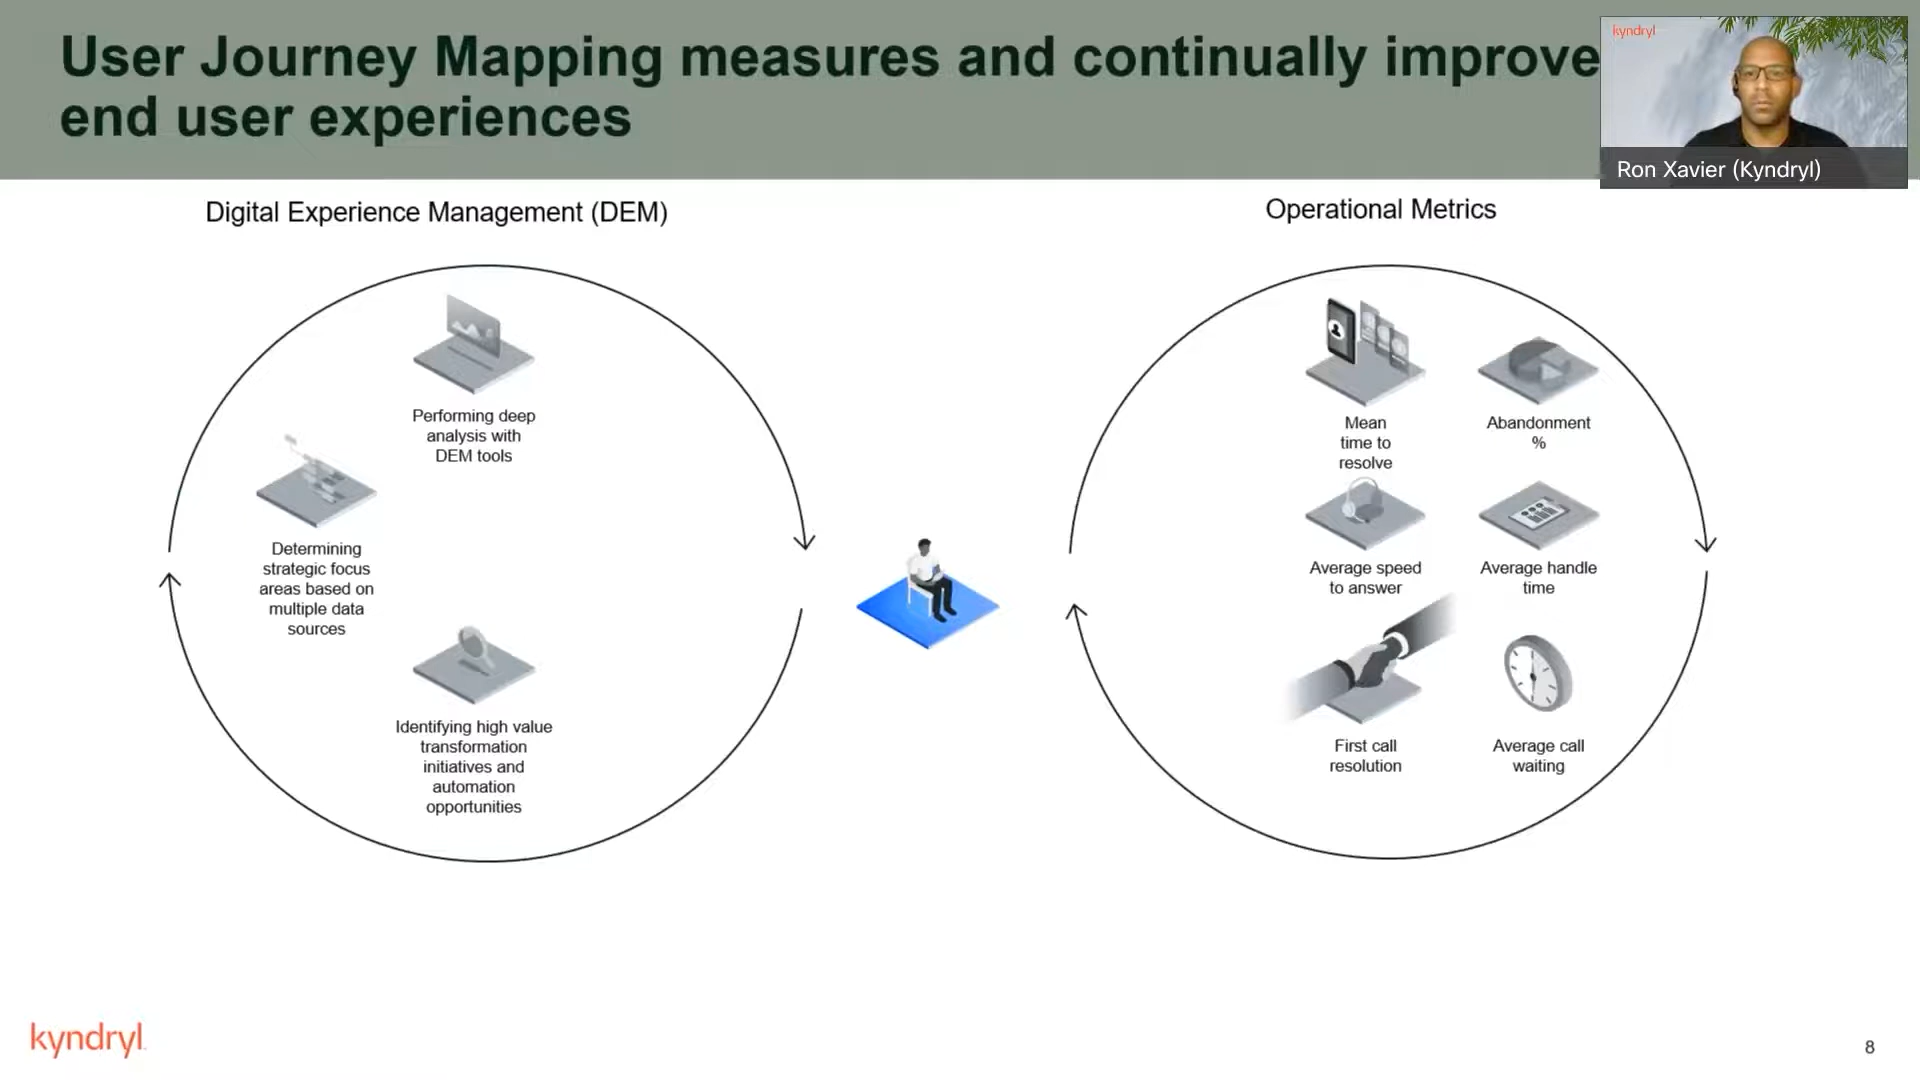 User Journey Mapping measures and continually improve
end user experiences
kyndryl
Ron Xavier (Kyndryl)
Digital Experience Management (DEM)
Performing deep
analysis with
DEM tools
Determining
strategic focus
areas based on
multiple data
sources
Identifying high value
transformation
initiatives and
automation
opportunities
Operational Metrics
Mean
time to
resolve
Abandonment
%
Average speed
to answer
Average handle
time
First call
resolution
Average call
waiting
kyndryl
8